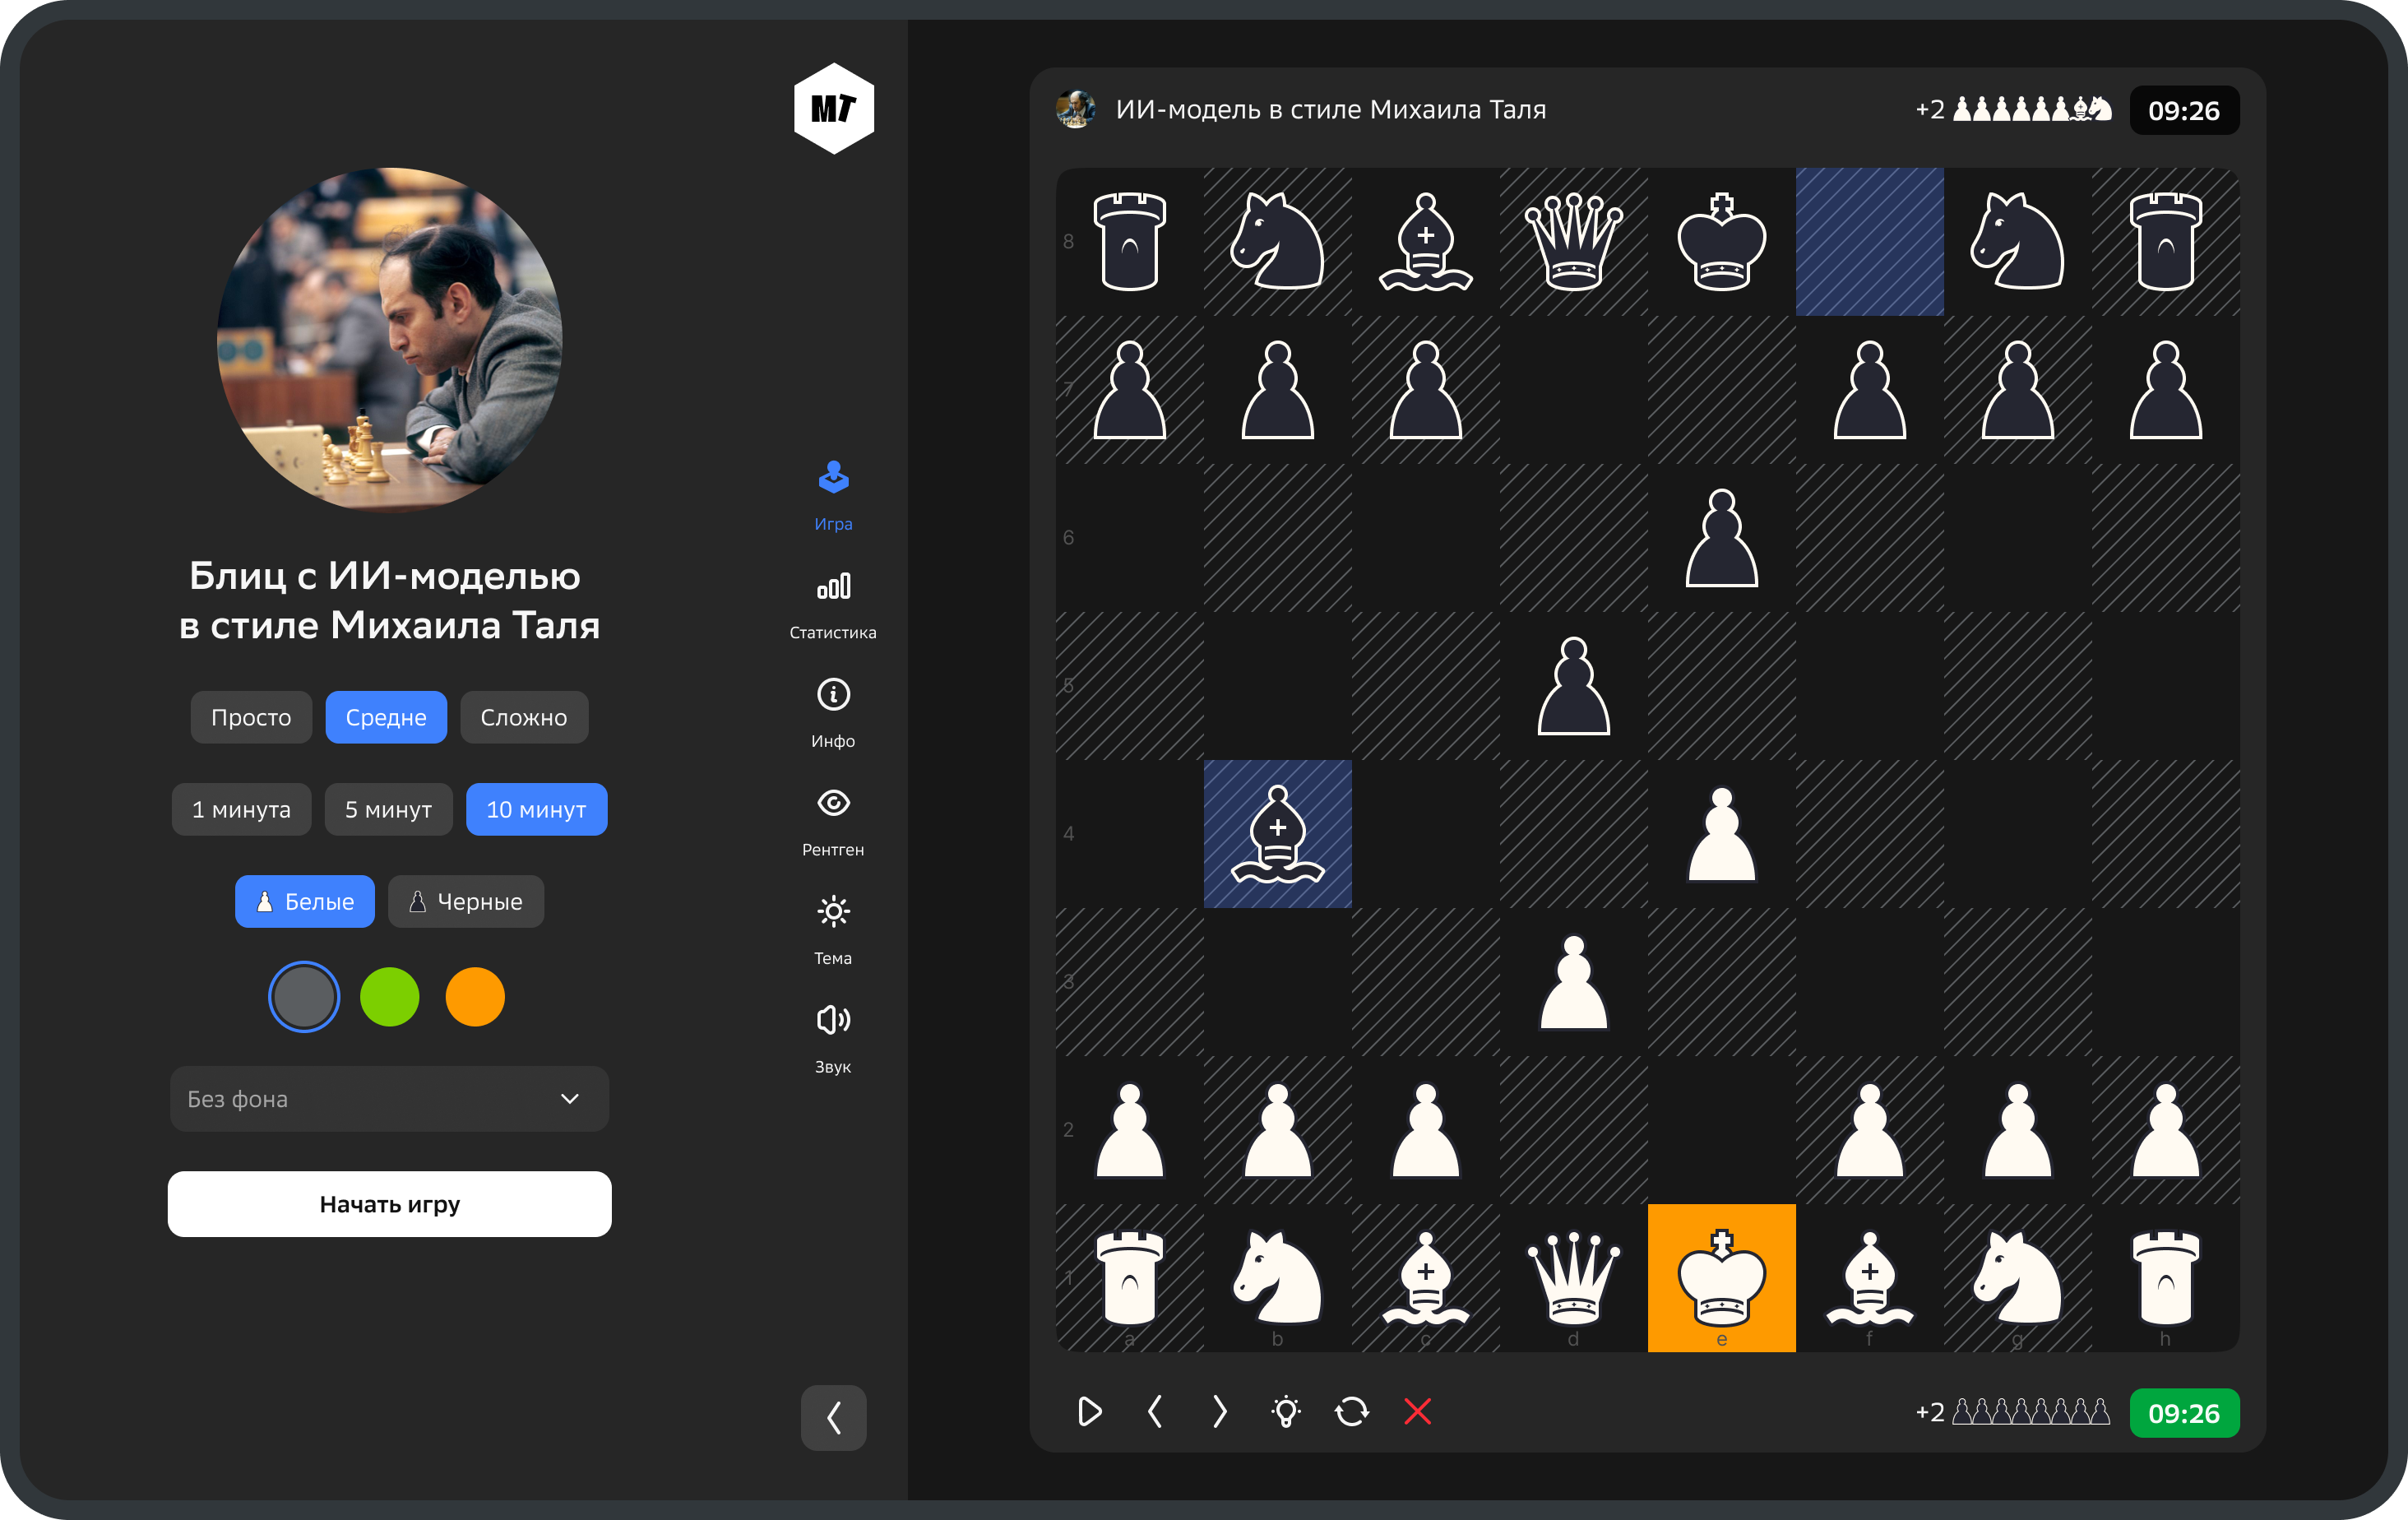 МТ
Блиц с ИИ-моделью
в стиле Михаила Таля
Просто
Средне
Сложно
1 минута
5 минут
10 минут
Белые
Черные
Без фона
Начать игру
Игра
Статистика
Инфо
Рентген
Тема
Звук
ИИ-модель в стиле Михаила Таля
+2
09:26
8
7
6
5
4
3
2
1
a
b
c
d
e
f
g
h
+2
09:26